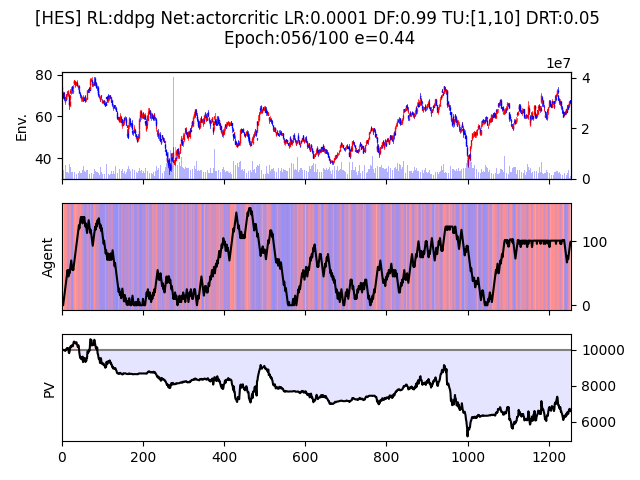 [HES] RL:ddpg Net:actorcritic LR:0.0001 DF:0.99 TU:[1,10] DRT:0.05
Epoch:056/100 e=0.44
1e7
80
60
40
Env.
4
2
0
Agent
100
0
PV
10000
8000
6000
0 200 400 600 800 1000 1200